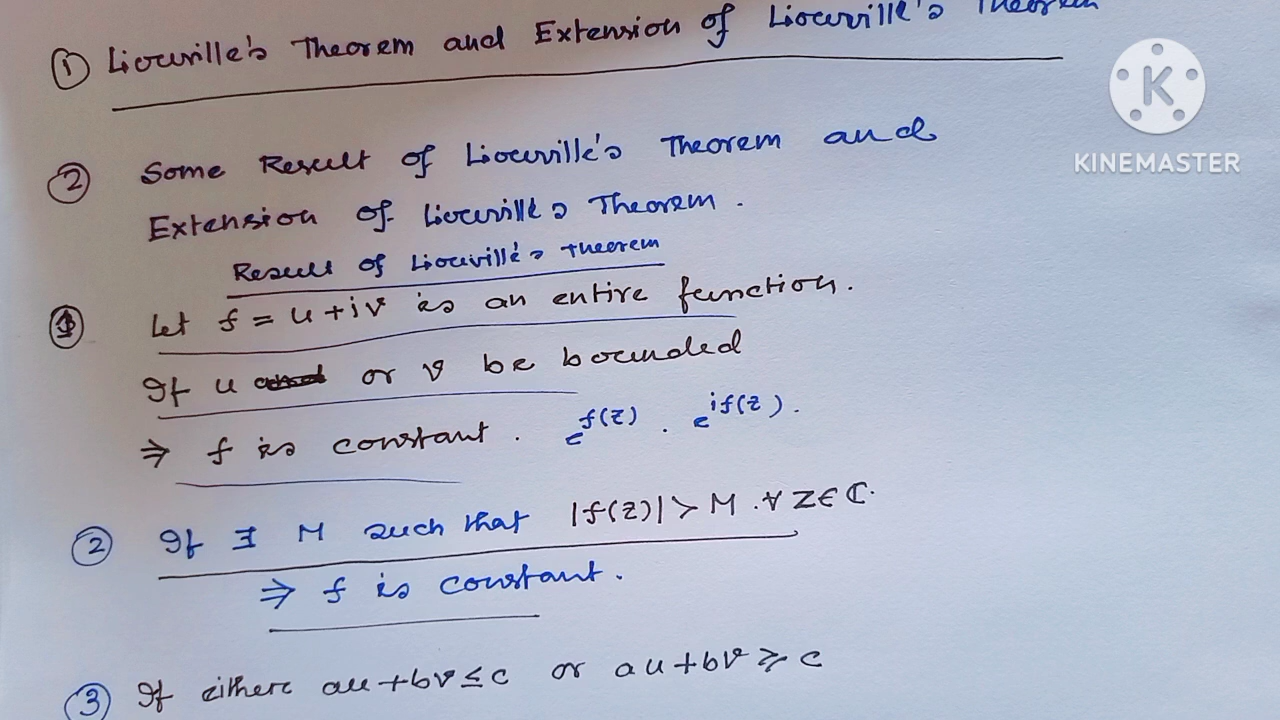 ① Liouville's Theorem and Extension of Liouville's Theorem
② Some Result of Liouville's Theorem and
Extension of Liouville's Theorem.
Result of Liouville's theorem
① Let f = u + iv is an entire function.
If u or v be bounded
⇒ f is constant. e^{f(z)}. e^{if(z)}.
② If ∃ M such that |f(z)| > M. ∀ z ∈ ℂ.
⇒ f is constant.
③ If either au + bv ≤ c or au + bv ≥ c
K
KINEMASTER